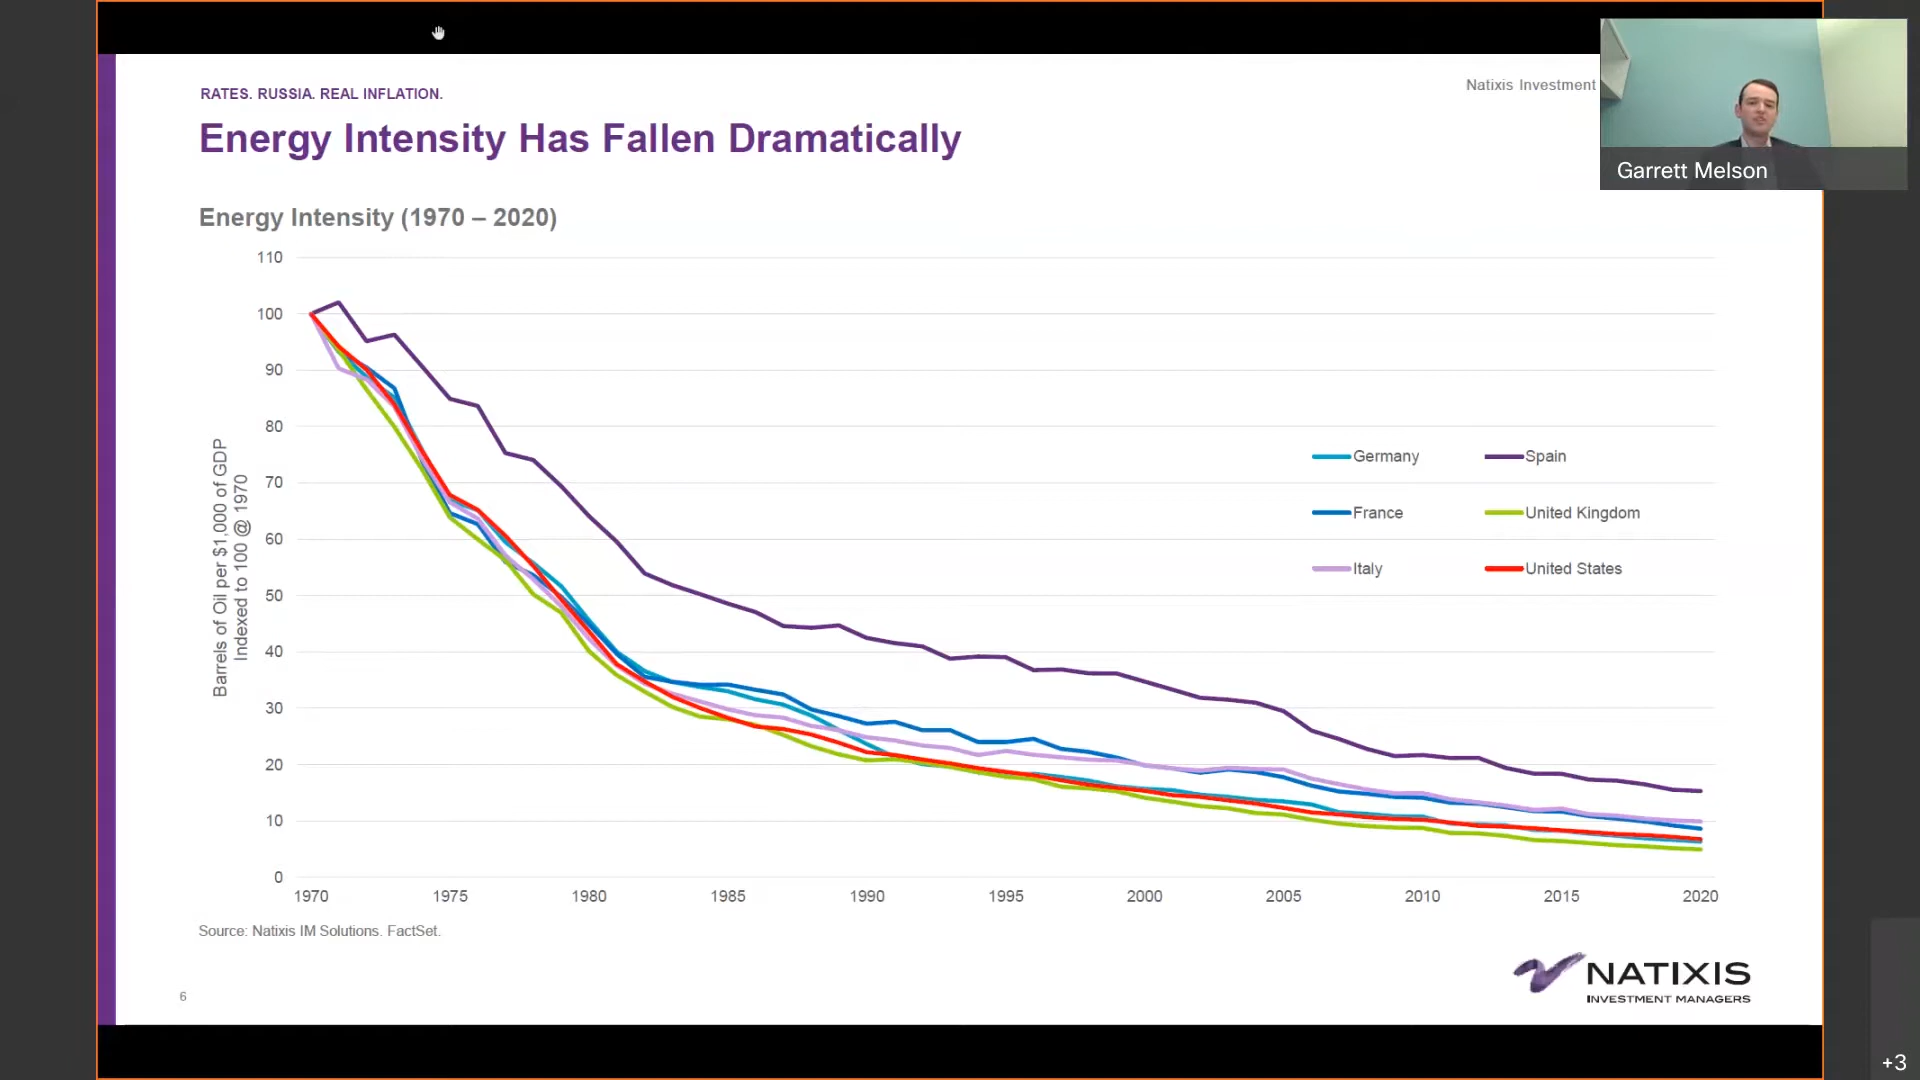 RATES. RUSSIA. REAL INFLATION.
Natixis Investment
Energy Intensity Has Fallen Dramatically
Garrett Melson
Energy Intensity (1970 – 2020)
110
100
90
80
70
60
50
40
30
20
10
0
Barrels of Oil per $1,000 of GDP
Indexed to 100 @ 1970
Germany
Spain
France
United Kingdom
Italy
United States
1970 1975 1980 1985 1990 1995 2000 2005 2010 2015 2020
Source: Natixis IM Solutions. FactSet.
NATIXIS
INVESTMENT MANAGERS
6
+3